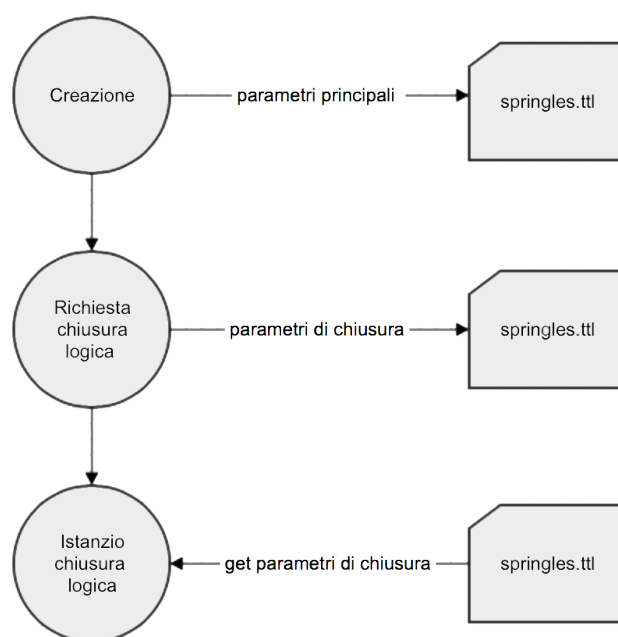 Creazione
parametri principali
springles.ttl
Richiesta
chiusura
logica
parametri di chiusura
springles.ttl
Istanzio
chiusura
logica
get parametri di chiusura
springles.ttl